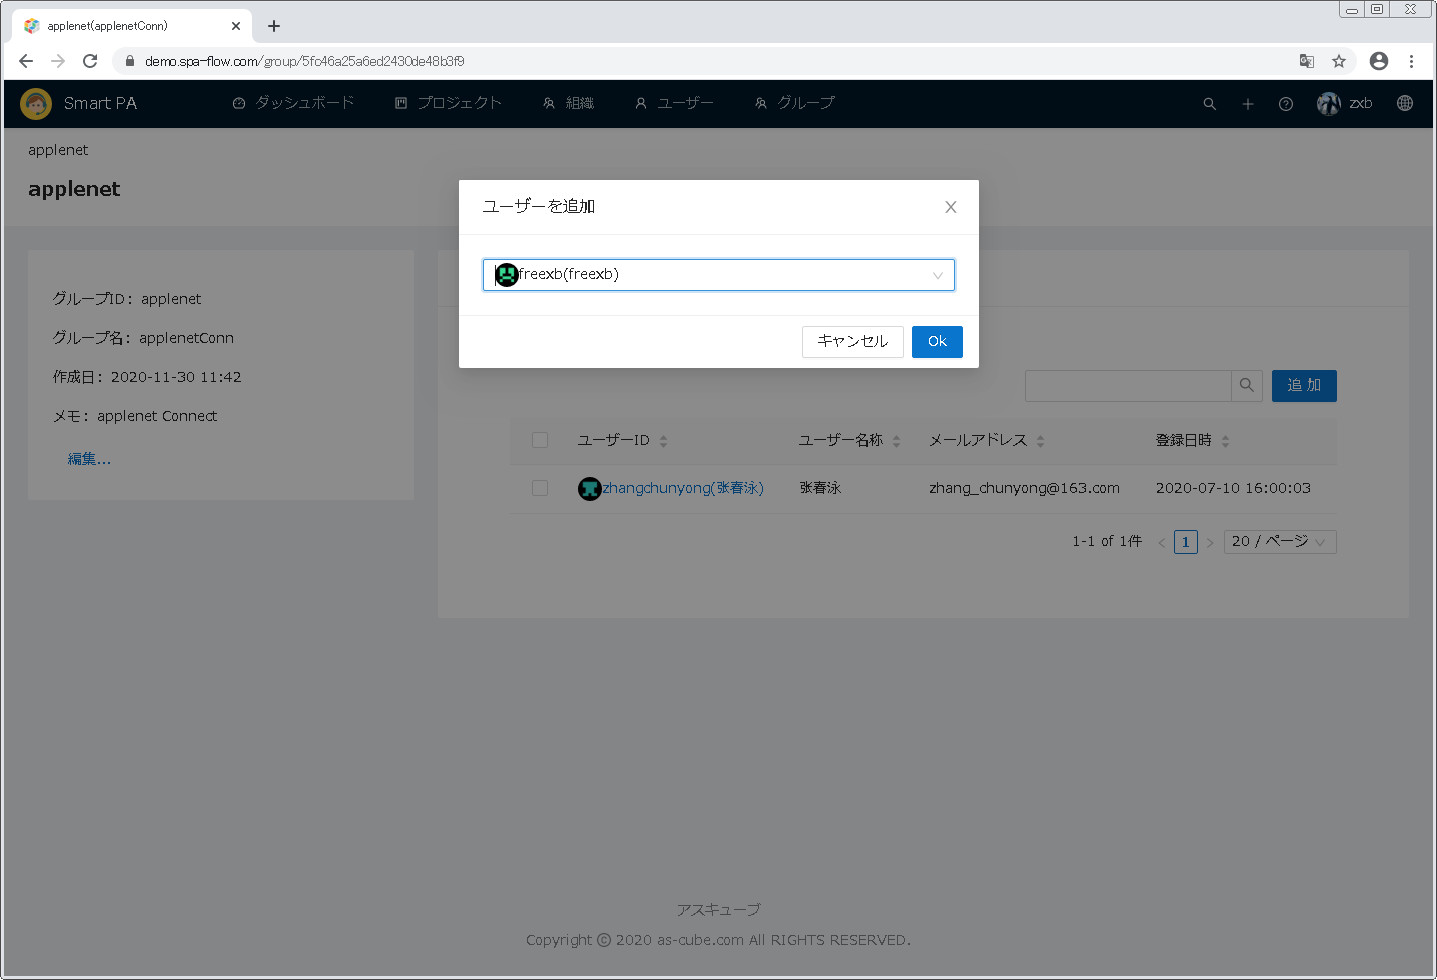 applenet(applenetConn)
demo.spa-flow.com/group/5fc46a25a6ed2430de48b3f9
Smart PA ダッシュボード プロジェクト 組織 ユーザー グループ zxb
applenet
applenet
ユーザーを追加
freexb(freexb)
キャンセル Ok
グループID: applenet
グループ名: applenetConn
作成日: 2020-11-30 11:42
メモ: applenet Connect
編集...
追 加
ユーザーID ユーザー名称 メールアドレス 登録日時
zhangchunyong(张春泳) 张春泳 zhang_chunyong@163.com 2020-07-10 16:00:03
1-1 of 1件 1 20 / ページ
アスキューブ
Copyright © 2020 as-cube.com All RIGHTS RESERVED.